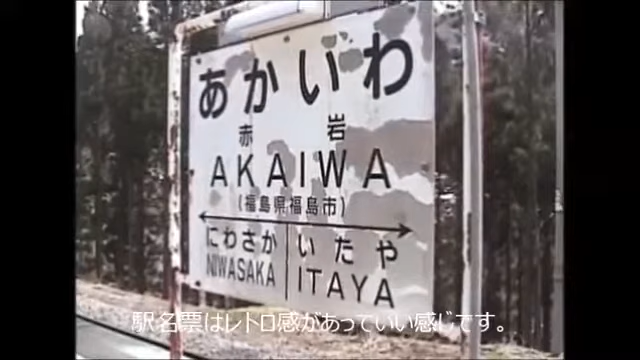 あかいわ
赤岩
AKAIWA
(福島県福島市)
にわさか いたや
NIWASAKA ITAYA
駅名票はレトロ感があっていい感じです。